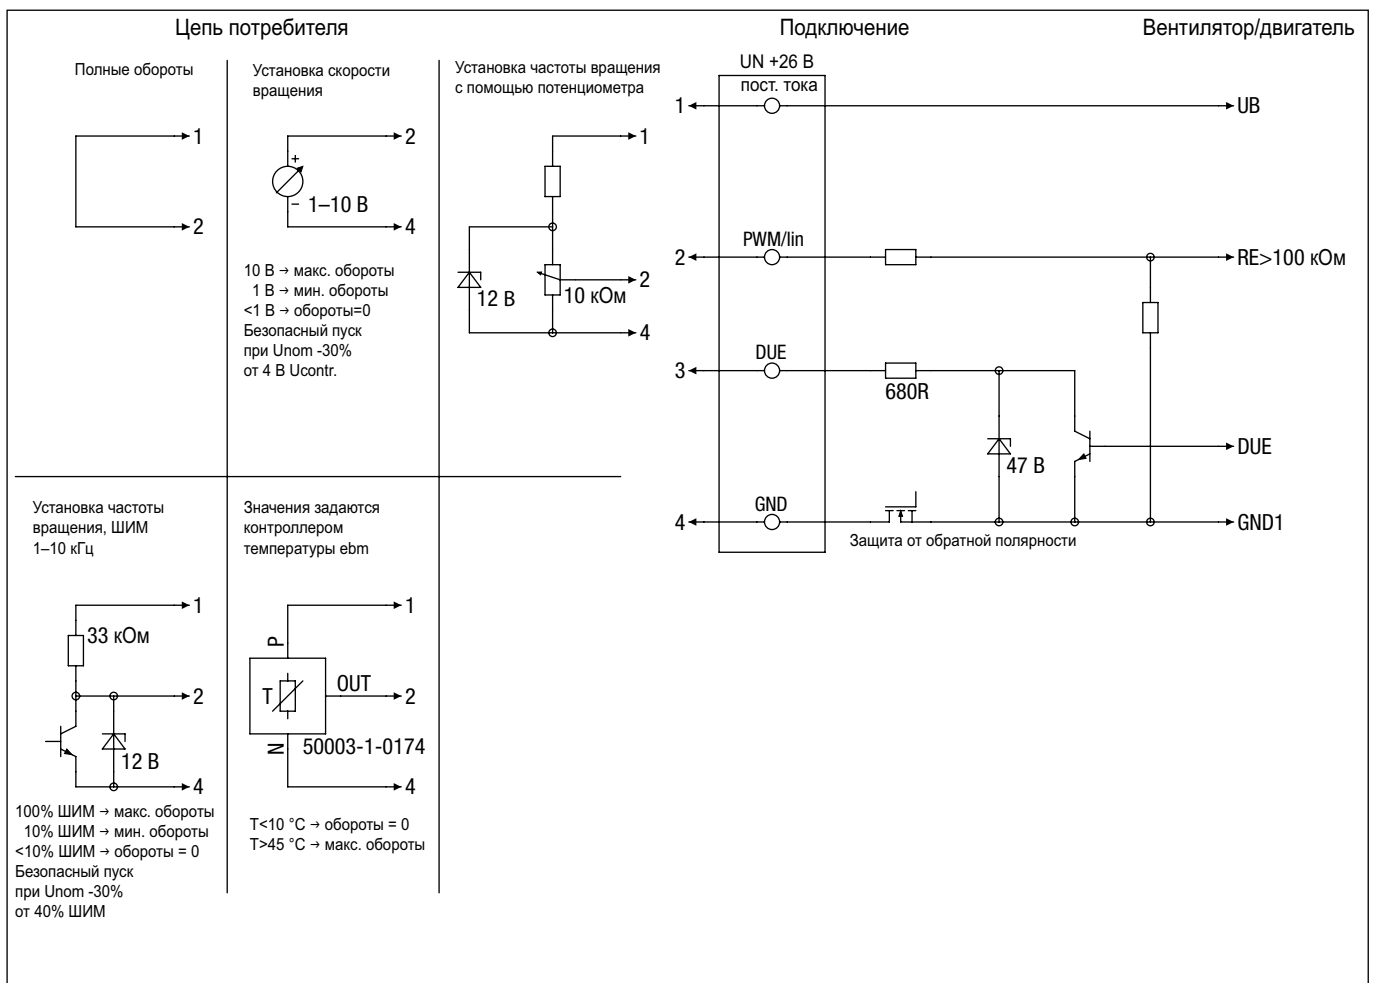 Цепь потребителя
Подключение
Вентилятор/двигатель
Полные обороты
1
2
Установка скорости
вращения
2
+
–
1–10 В
4
10 В → макс. обороты
1 В → мин. обороты
<1 В → обороты=0
Безопасный пуск
при Unom -30%
от 4 В Ucontr.
Установка частоты вращения
с помощью потенциометра
1
12 В
10 кОм
2
4
UN +26 В
пост. тока
1
UB
PWM/lin
2
RE>100 кОм
DUE
3
680R
47 В
DUE
GND
4
GND1
Защита от обратной полярности
Установка частоты
вращения, ШИМ
1–10 кГц
1
33 кОм
2
12 В
4
100% ШИМ → макс. обороты
10% ШИМ → мин. обороты
<10% ШИМ → обороты = 0
Безопасный пуск
при Unom -30%
от 40% ШИМ
Значения задаются
контроллером
температуры ebm
1
P
T
OUT
2
N
50003-1-0174
4
T<10 °C → обороты = 0
T>45 °C → макс. обороты